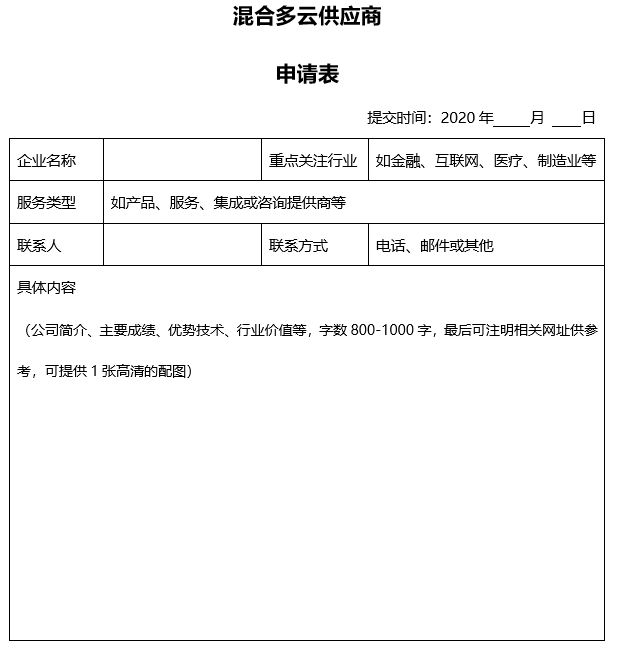 混合多云供应商
申请表
提交时间：2020 年____月 ___日
企业名称 重点关注行业 如金融、互联网、医疗、制造业等
服务类型 如产品、服务、集成或咨询提供商等
联系人 联系方式 电话、邮件或其他
具体内容
（公司简介、主要成绩、优势技术、行业价值等，字数 800-1000 字，最后可注明相关网址供参
考，可提供 1 张高清的配图）